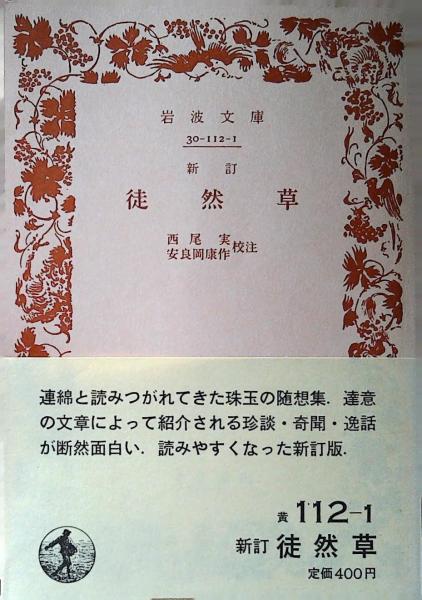 岩波文庫
30-112-1
新訂
徒然草
西尾実
安良岡康作 校注
連綿と読みつがれてきた珠玉の随想集．達意
の文章によって紹介される珍談・奇聞・逸話
が断然面白い．読みやすくなった新訂版．
黄 112-1
新訂 徒然草
定価400円